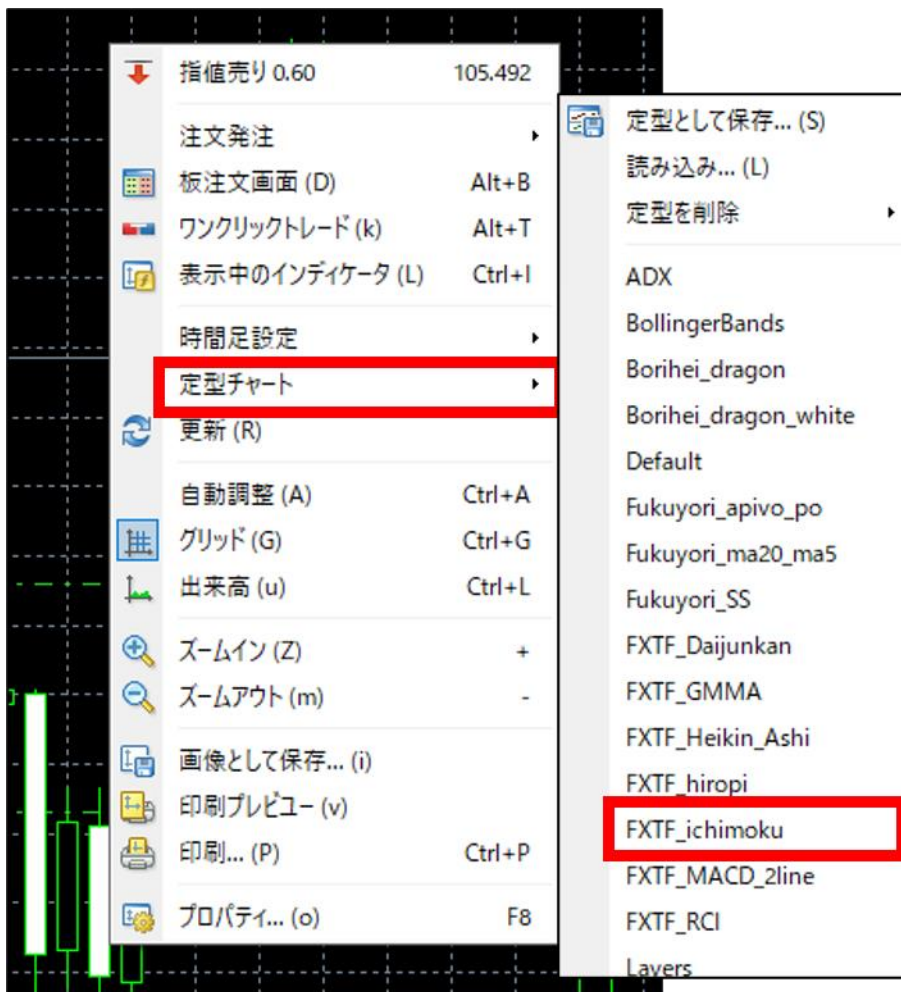 指値売り 0.60 105.492
注文発注
板注文画面 (D) Alt+B
ワンクリックトレード (k) Alt+T
表示中のインディケータ (L) Ctrl+I
時間足設定
定型チャート
更新 (R)
自動調整 (A) Ctrl+A
グリッド (G) Ctrl+G
出来高 (u) Ctrl+L
ズームイン (Z) +
ズームアウト (m) -
画像として保存... (i)
印刷プレビュー (v)
印刷... (P) Ctrl+P
プロパティ... (o) F8
定型として保存... (S)
読み込み... (L)
定型を削除
ADX
BollingerBands
Borihei_dragon
Borihei_dragon_white
Default
Fukuyori_apivo_po
Fukuyori_ma20_ma5
Fukuyori_SS
FXTF_Daijunkan
FXTF_GMMA
FXTF_Heikin_Ashi
FXTF_hiropi
FXTF_ichimoku
FXTF_MACD_2line
FXTF_RCI
Layers